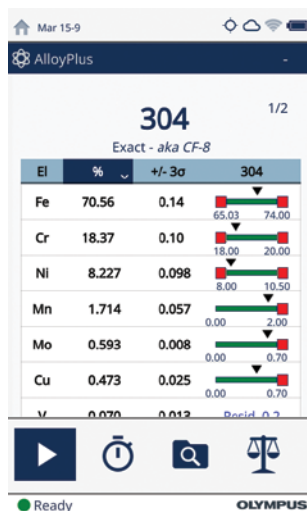 Mar 15-9
AlloyPlus -
304 1/2
Exact - aka CF-8
El % +/- 3σ 304
Fe 70.56 0.14 65.03 74.00
Cr 18.37 0.10 18.00 20.00
Ni 8.227 0.098 8.00 10.50
Mn 1.714 0.057 0.00 2.00
Mo 0.593 0.008 0.00 0.70
Cu 0.473 0.025 0.00 0.70
V 0.070 0.013 Resid. 0.2
Ready OLYMPUS